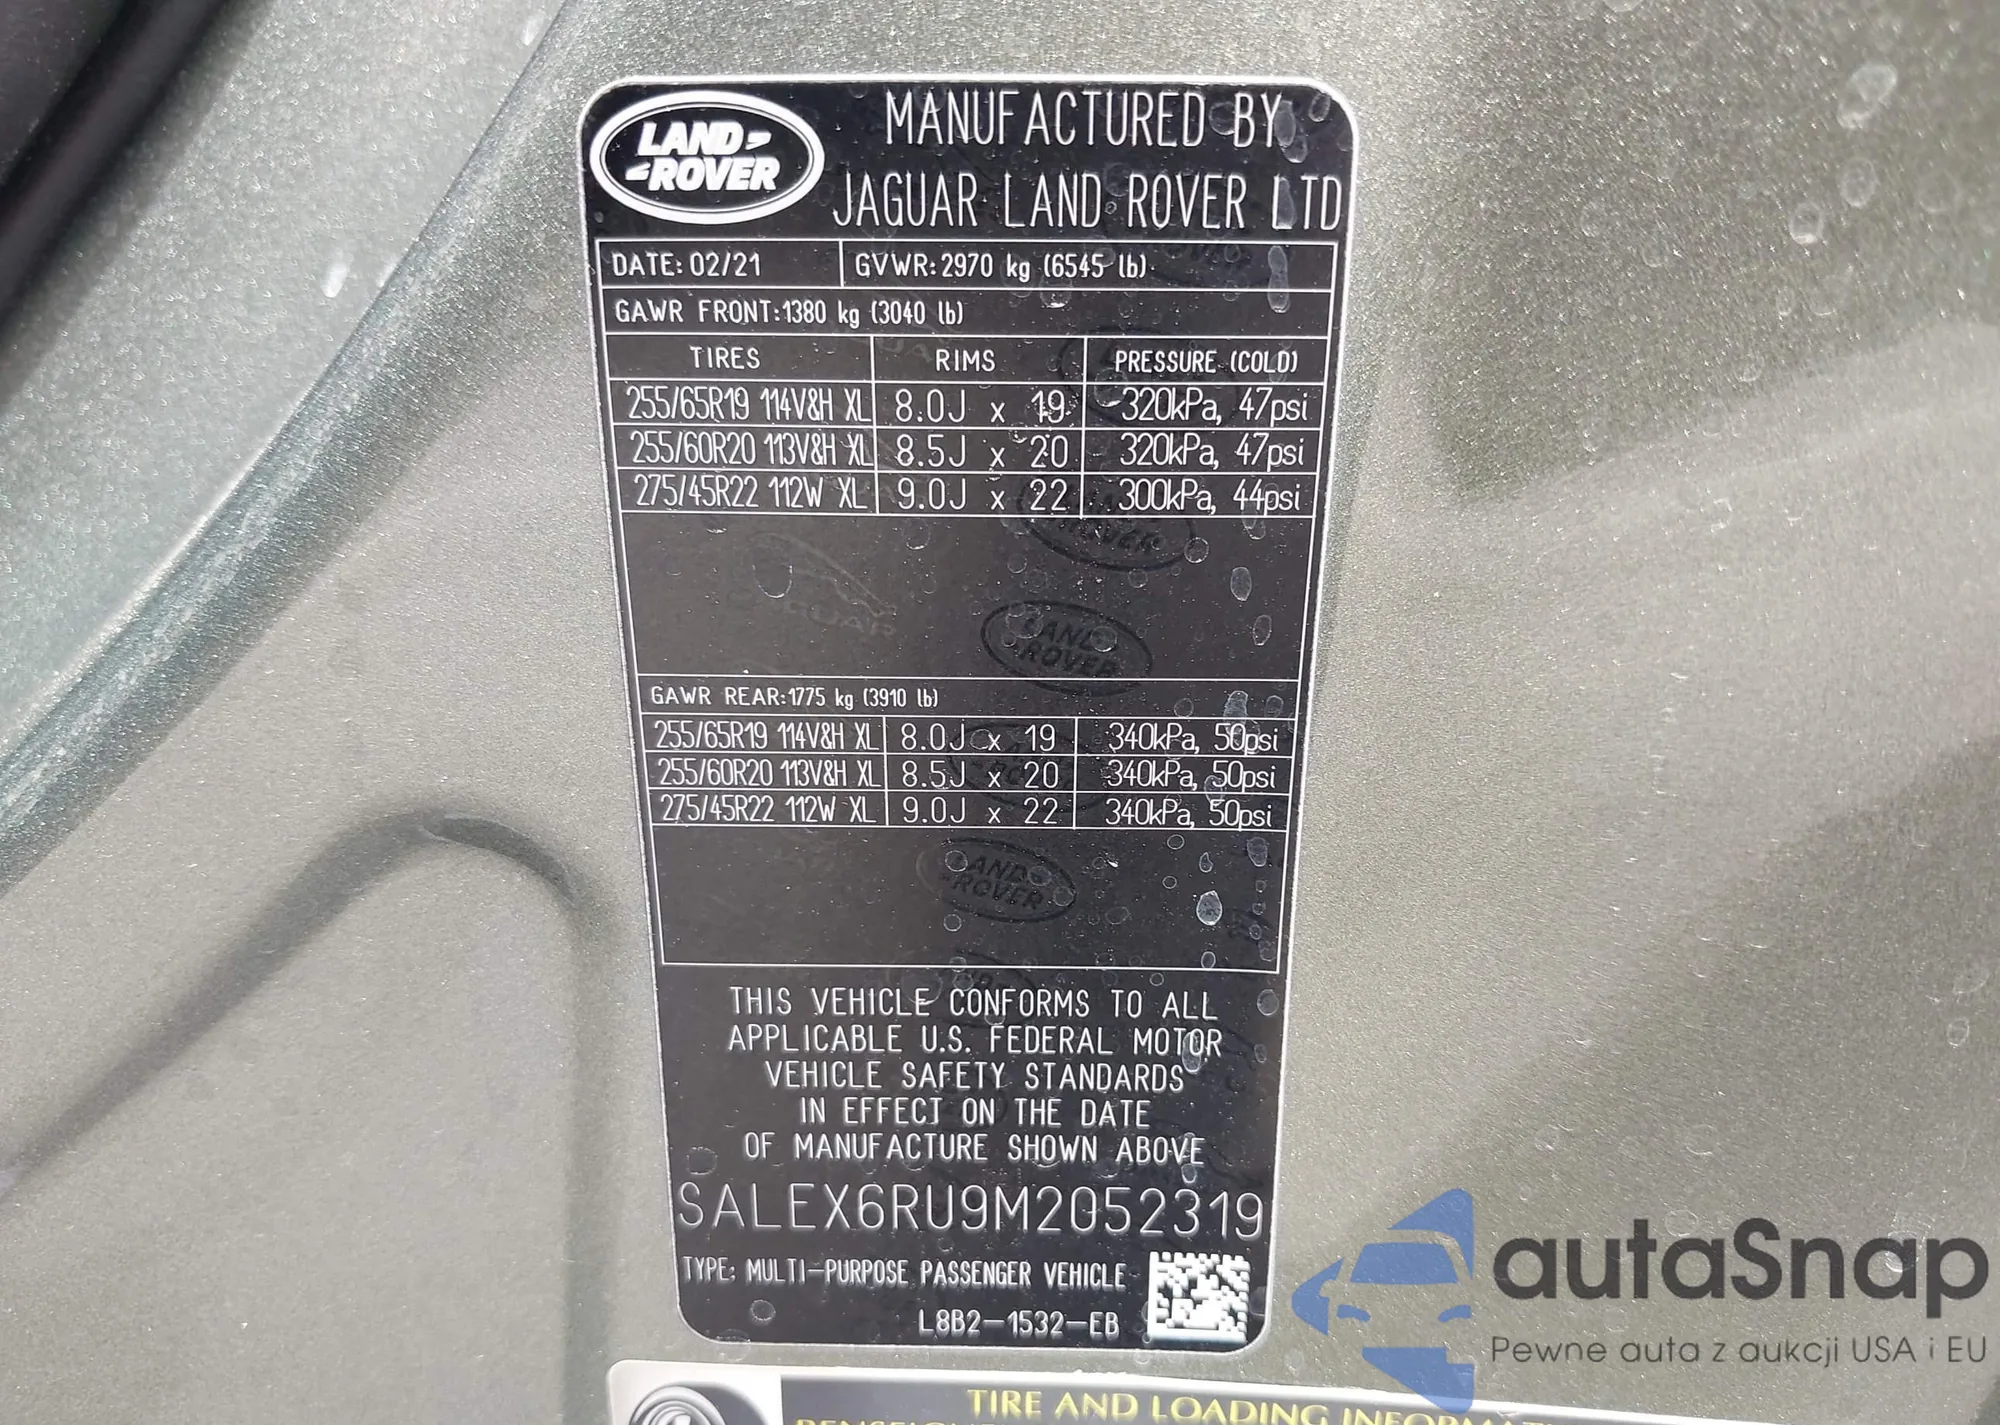 LAND ROVER
MANUFACTURED BY
JAGUAR LAND ROVER LTD
DATE: 02/21 GVWR: 2970 kg (6545 lb)
GAWR FRONT: 1380 kg (3040 lb)
TIRES RIMS PRESSURE (COLD)
255/65R19 114V&H XL 8.0J x 19 320kPa, 47psi
255/60R20 113V&H XL 8.5J x 20 320kPa, 47psi
275/45R22 112W XL 9.0J x 22 300kPa, 44psi
JAGUAR
LAND ROVER
GAWR REAR: 1775 kg (3910 lb)
255/65R19 114V&H XL 8.0J x 19 340kPa, 50psi
255/60R20 113V&H XL 8.5J x 20 340kPa, 50psi
275/45R22 112W XL 9.0J x 22 340kPa, 50psi
LAND ROVER
THIS VEHICLE CONFORMS TO ALL
APPLICABLE U.S. FEDERAL MOTOR
VEHICLE SAFETY STANDARDS
IN EFFECT ON THE DATE
OF MANUFACTURE SHOWN ABOVE
SALEX6RU9M2052319
TYPE: MULTI-PURPOSE PASSENGER VEHICLE
L8B2-1532-EB
autaSnap
Pewne auta z aukcji USA i EU
TIRE AND LOADING